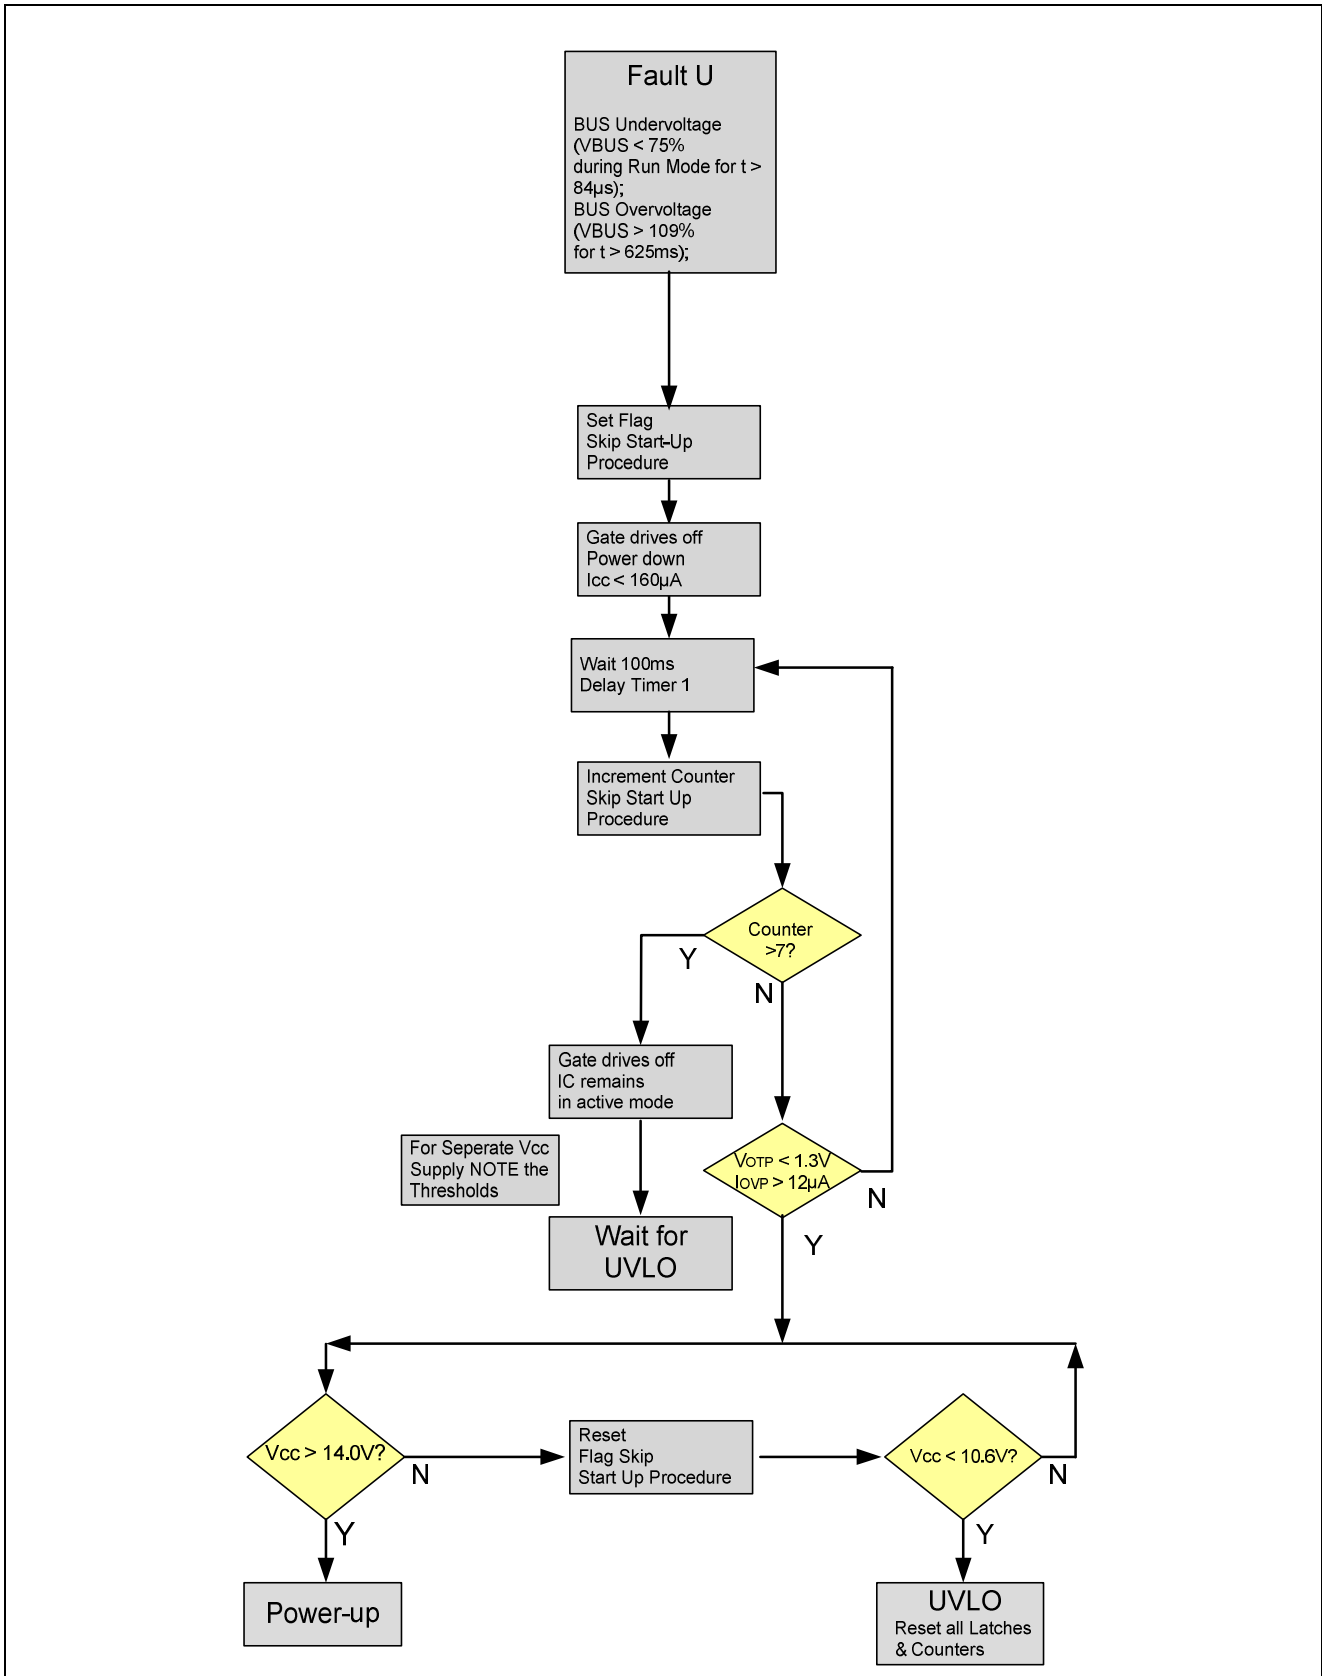 Fault U
BUS Undervoltage
(VBUS < 75%
during Run Mode for t >
84µs);
BUS Overvoltage
(VBUS > 109%
for t > 625ms);
Set Flag
Skip Start-Up
Procedure
Gate drives off
Power down
Icc < 160µA
Wait 100ms
Delay Timer 1
Increment Counter
Skip Start Up
Procedure
Counter
>7?
Y
N
Gate drives off
IC remains
in active mode
For Seperate Vcc
Supply NOTE the
Thresholds
VOTP < 1.3V
IOVP > 12µA
N
Y
Wait for
UVLO
Vcc > 14.0V?
N
Y
Reset
Flag Skip
Start Up Procedure
Vcc < 10.6V?
N
Y
Power-up
UVLO
Reset all Latches
& Counters